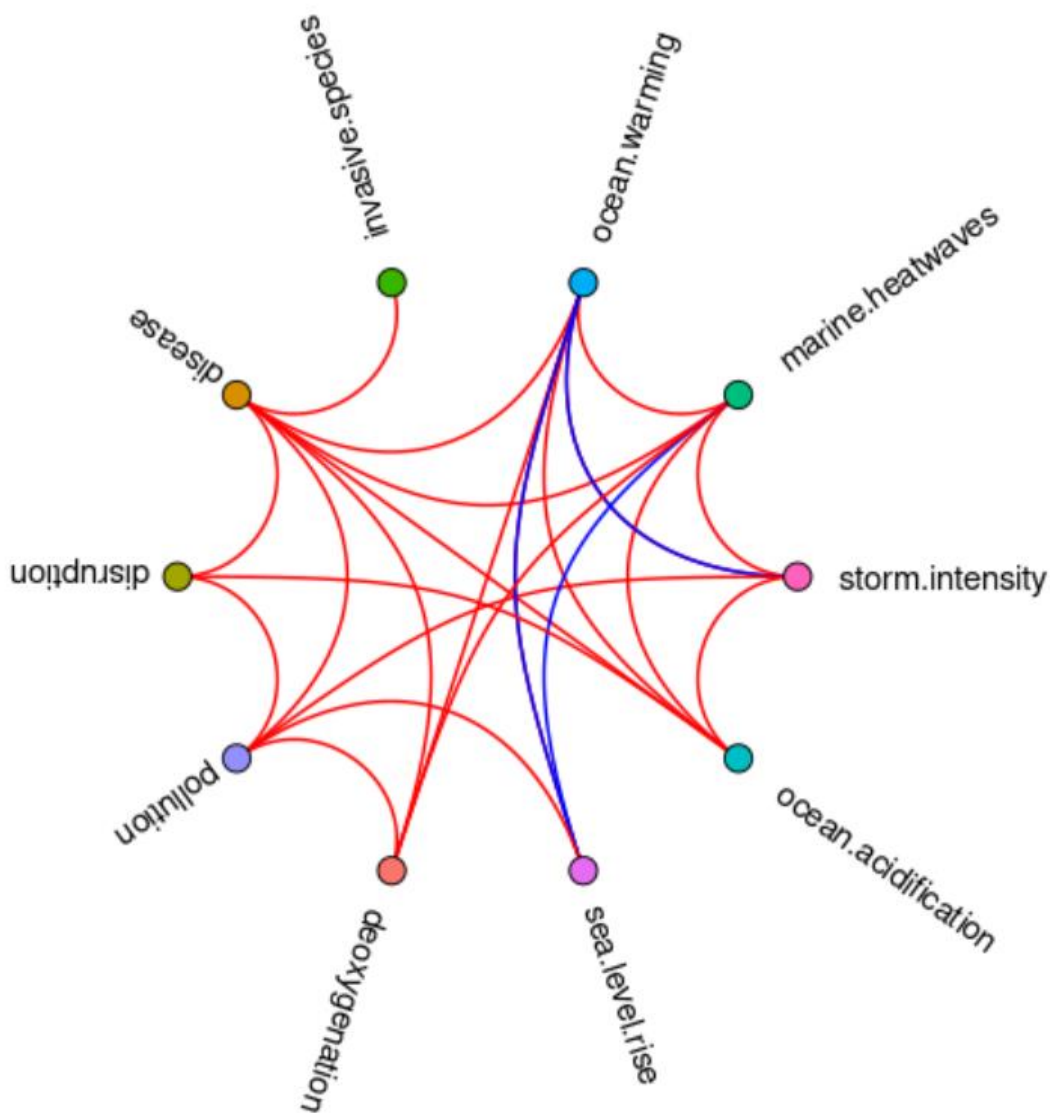 invasive.species
ocean.warming
marine.heatwaves
disease
storm.intensity
disruption
pollution
ocean.acidification
deoxygenation
sea.level.rise